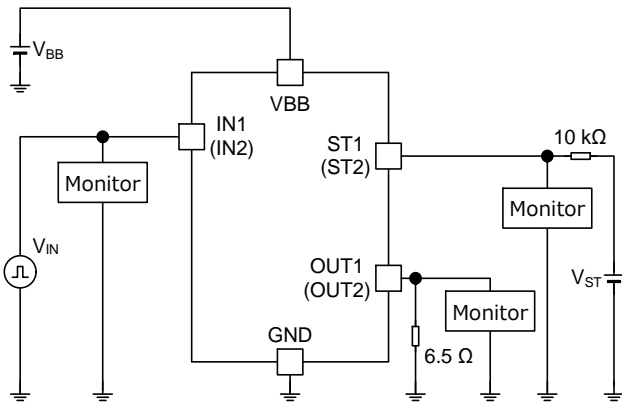 VBB
VBB
IN1
(IN2)
ST1
(ST2)
10 kΩ
Monitor
Monitor
VIN
OUT1
(OUT2)
VST
Monitor
GND
6.5 Ω